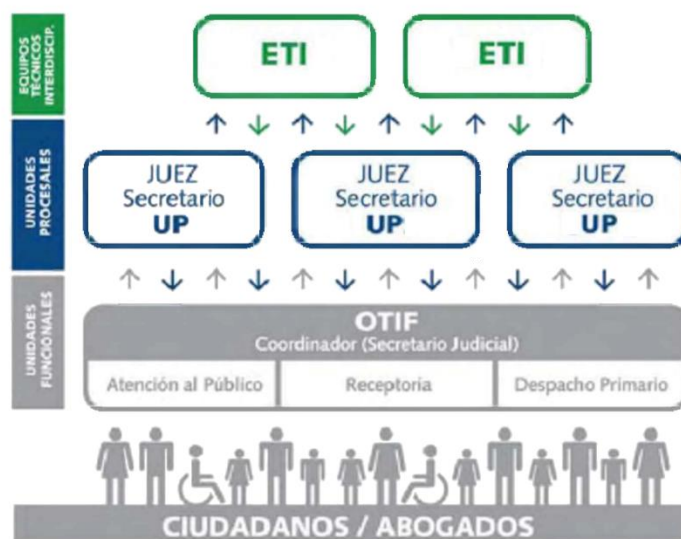 EQUIPOS
TÉCNICOS
INTERDISCIP.
ETI
ETI
UNIDADES
PROCESALES
JUEZ
Secretario
UP
JUEZ
Secretario
UP
JUEZ
Secretario
UP
UNIDADES
FUNCIONALES
OTIF
Coordinador (Secretario Judicial)
Atención al Público
Receptoría
Despacho Primario
CIUDADANOS / ABOGADOS